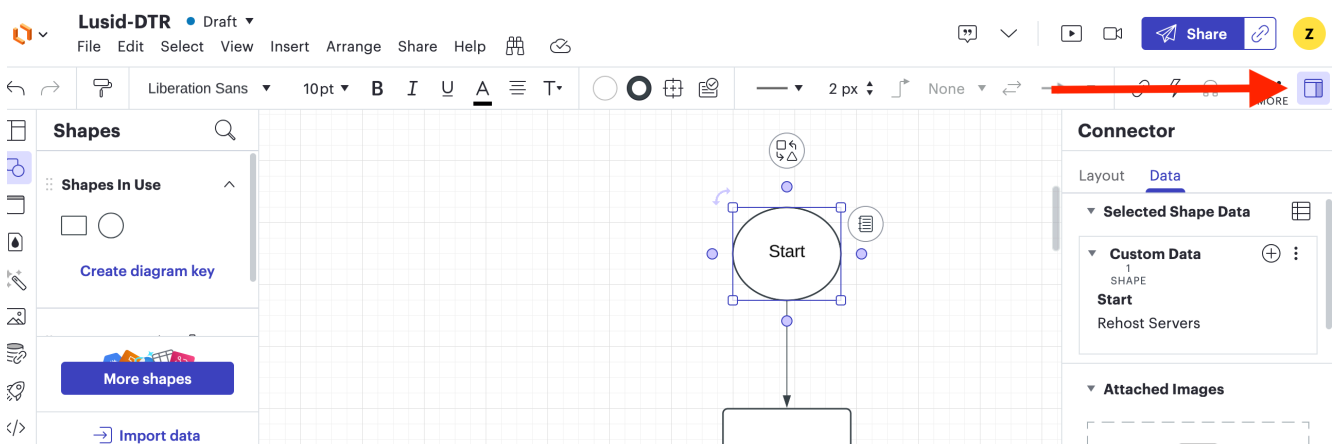 Lusid-DTR Draft
File Edit Select View Insert Arrange Share Help
Share
Z
Liberation Sans 10pt B I U A T 2 px None
MORE
Shapes
Shapes In Use
Create diagram key
More shapes
Import data
Start
Connector
Layout Data
Selected Shape Data
Custom Data
1
SHAPE
Start
Rehost Servers
Attached Images